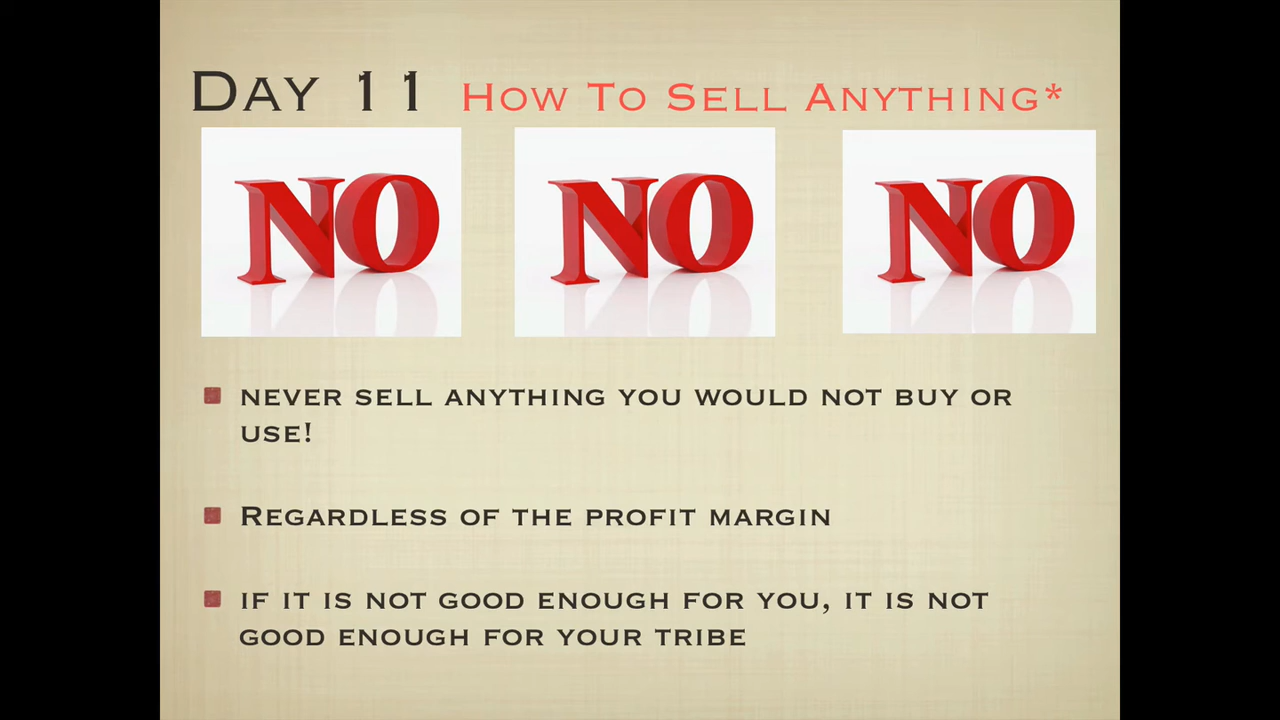 Day 11 How To Sell Anything*
NO NO NO
never sell anything you would not buy or
use!
Regardless of the profit margin
if it is not good enough for you, it is not
good enough for your tribe